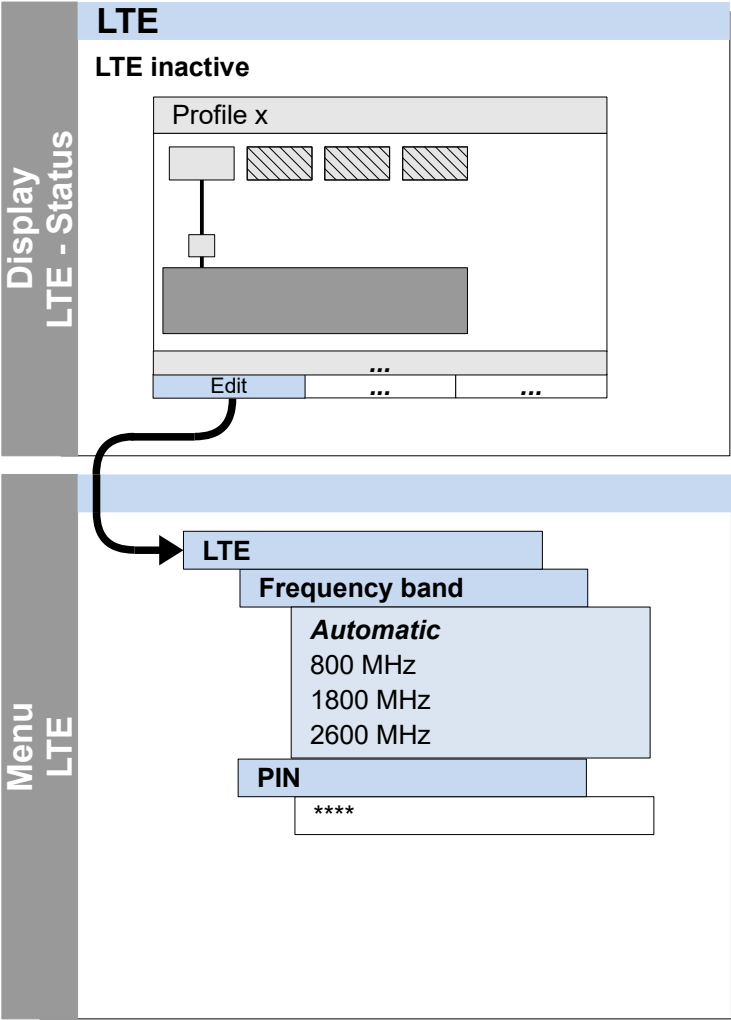 LTE
LTE inactive
Display
LTE - Status
Profile x
...
Edit
...
...
Menu
LTE
LTE
Frequency band
Automatic
800 MHz
1800 MHz
2600 MHz
PIN
****